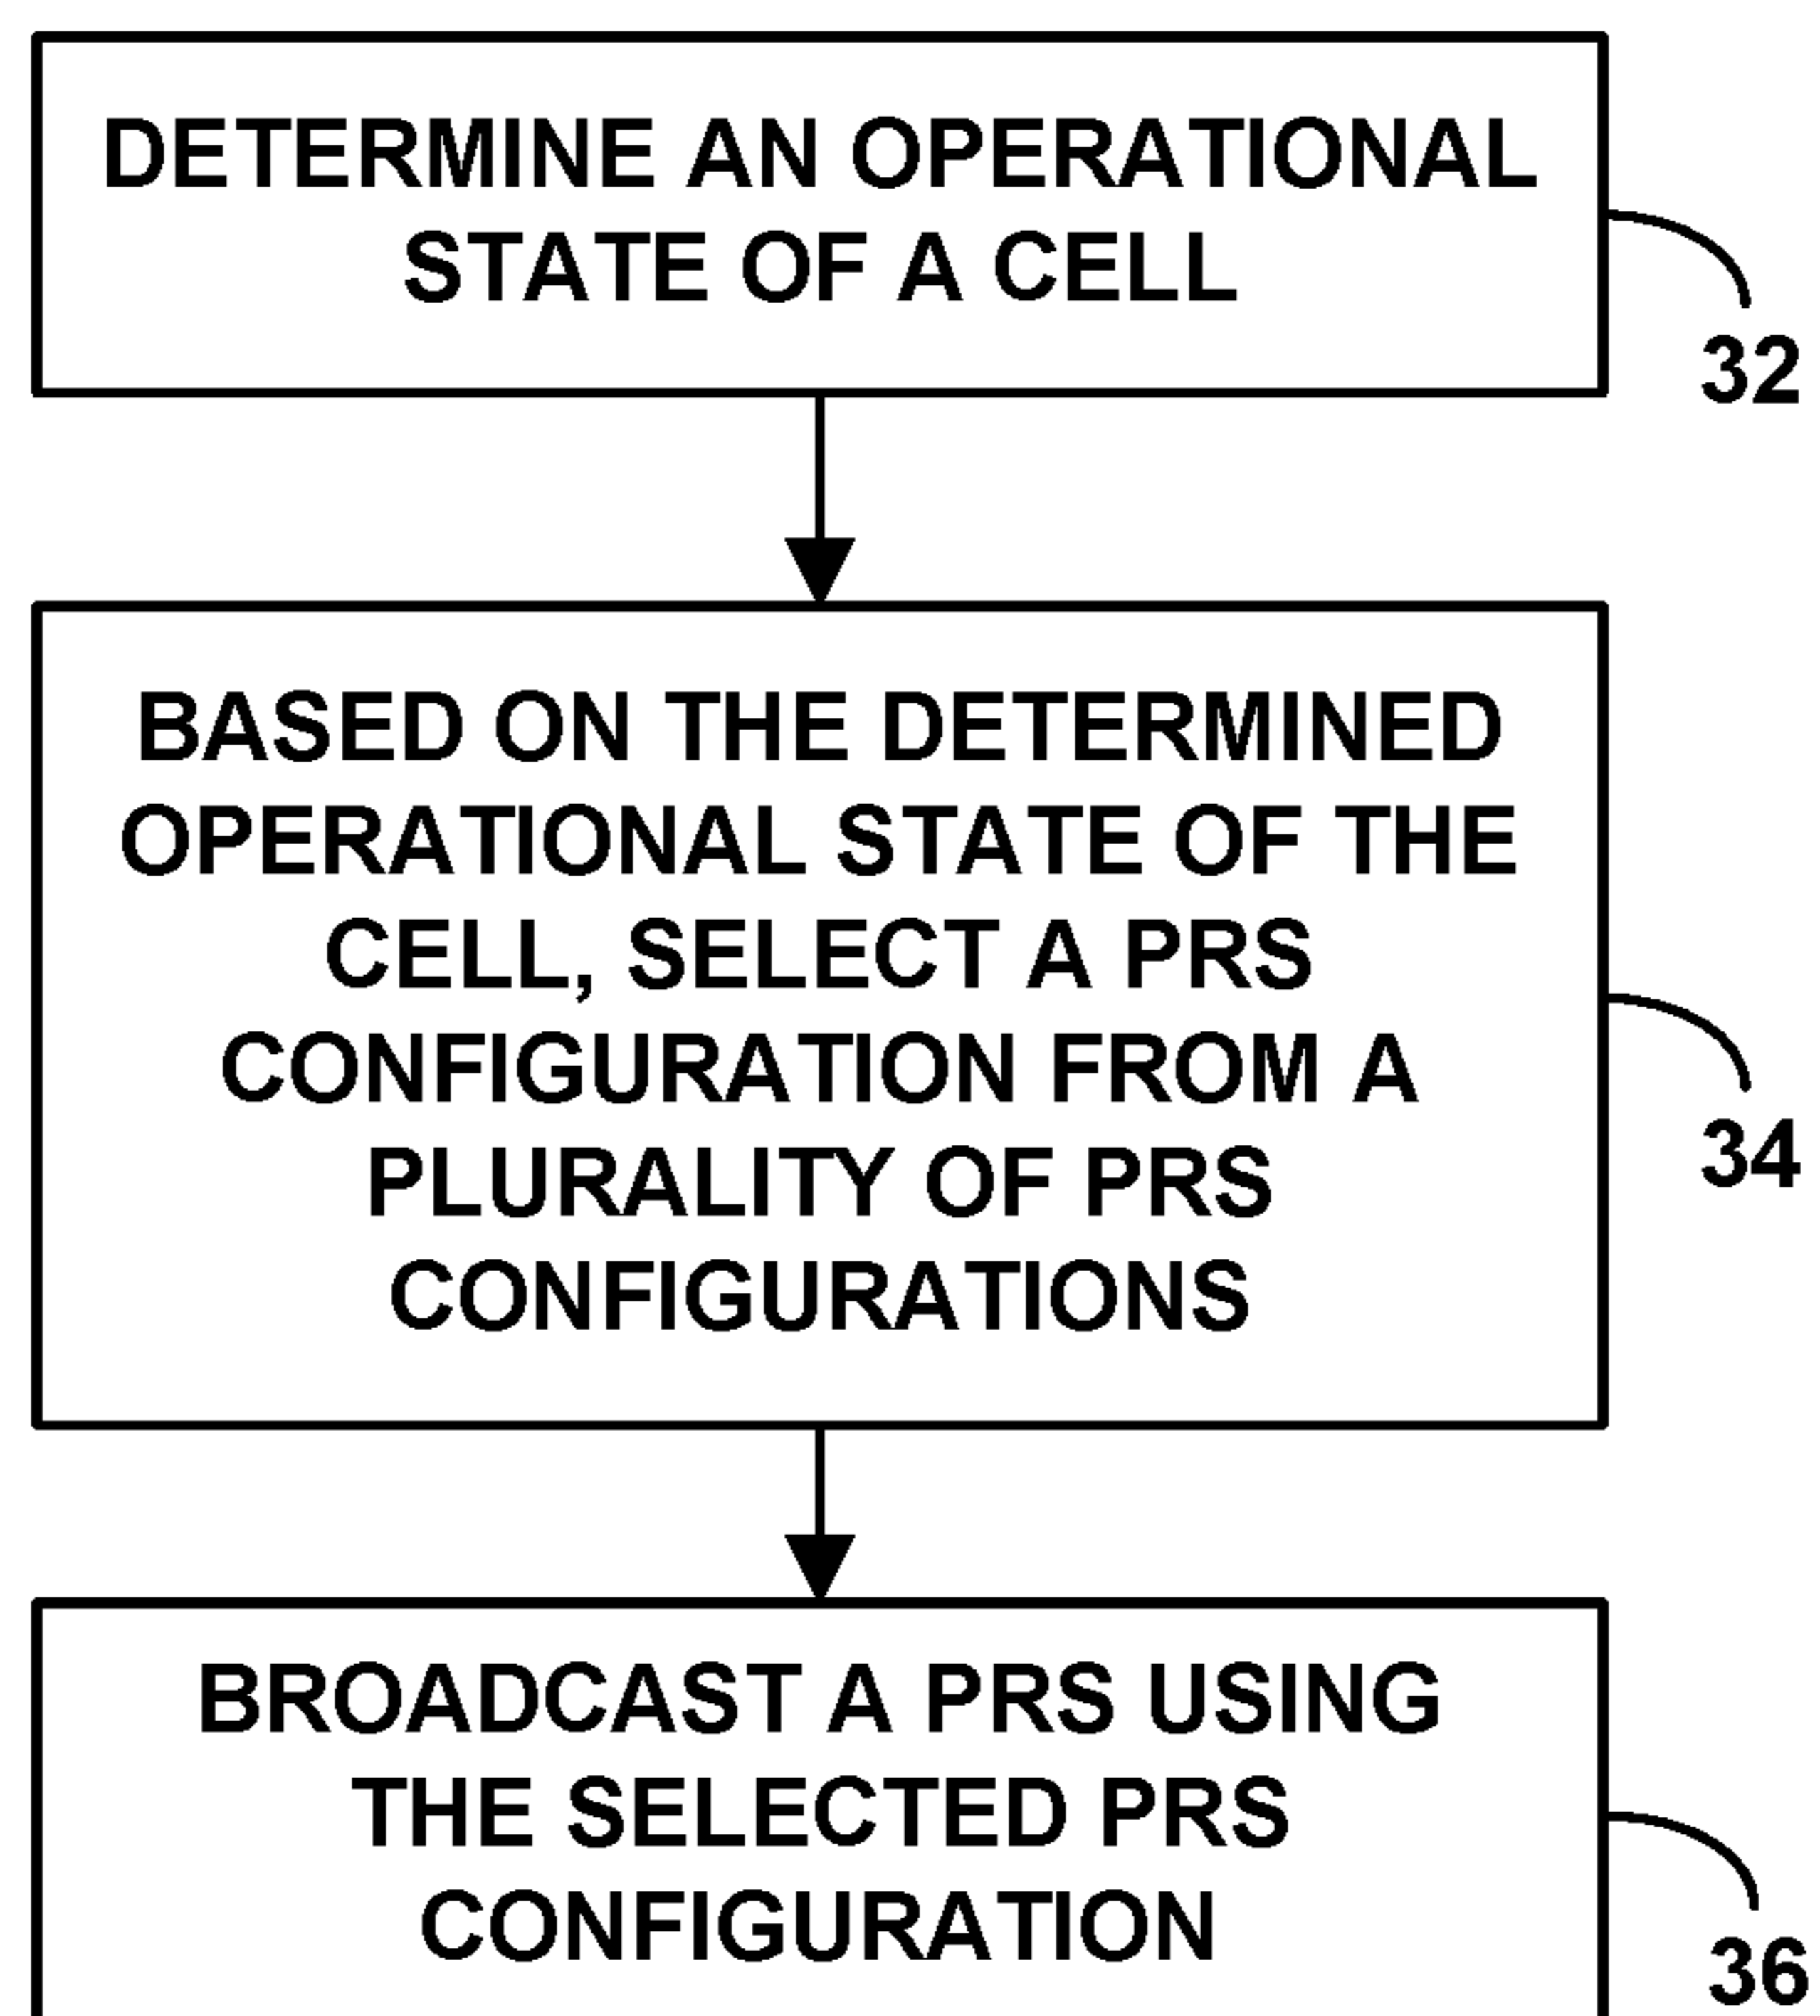 DETERMINE AN OPERATIONAL
STATE OF A CELL
32
BASED ON THE DETERMINED
OPERATIONAL STATE OF THE
CELL, SELECT A PRS
CONFIGURATION FROM A
PLURALITY OF PRS
CONFIGURATIONS
34
BROADCAST A PRS USING
THE SELECTED PRS
CONFIGURATION
36